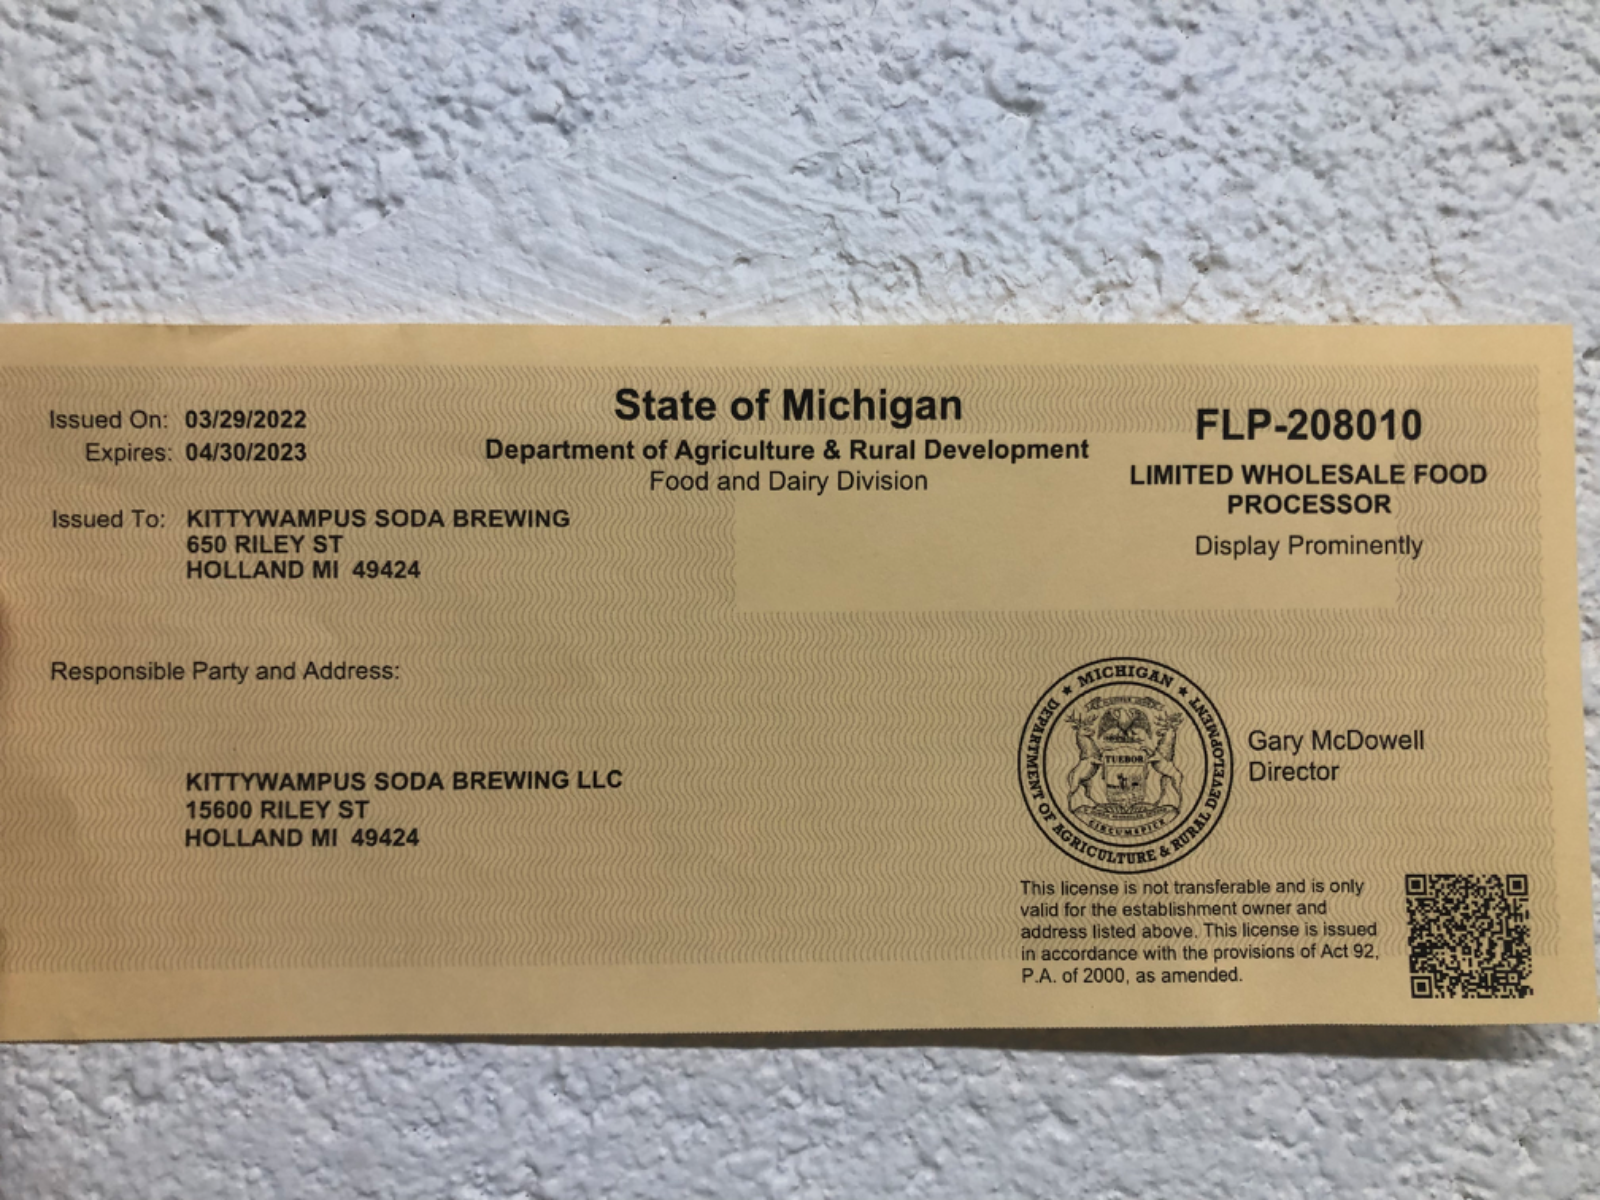 Issued On: 03/29/2022
Expires: 04/30/2023
State of Michigan
Department of Agriculture & Rural Development
Food and Dairy Division
FLP-208010
LIMITED WHOLESALE FOOD
PROCESSOR
Display Prominently
Issued To: KITTYWAMPUS SODA BREWING
650 RILEY ST
HOLLAND MI 49424
Responsible Party and Address:
KITTYWAMPUS SODA BREWING LLC
15600 RILEY ST
HOLLAND MI 49424
★ MICHIGAN ★
DEPARTMENT OF AGRICULTURE & RURAL DEVELOPMENT
TUEBOR
CIRCUMSPICE
Gary McDowell
Director
This license is not transferable and is only
valid for the establishment owner and
address listed above. This license is issued
in accordance with the provisions of Act 92,
P.A. of 2000, as amended.